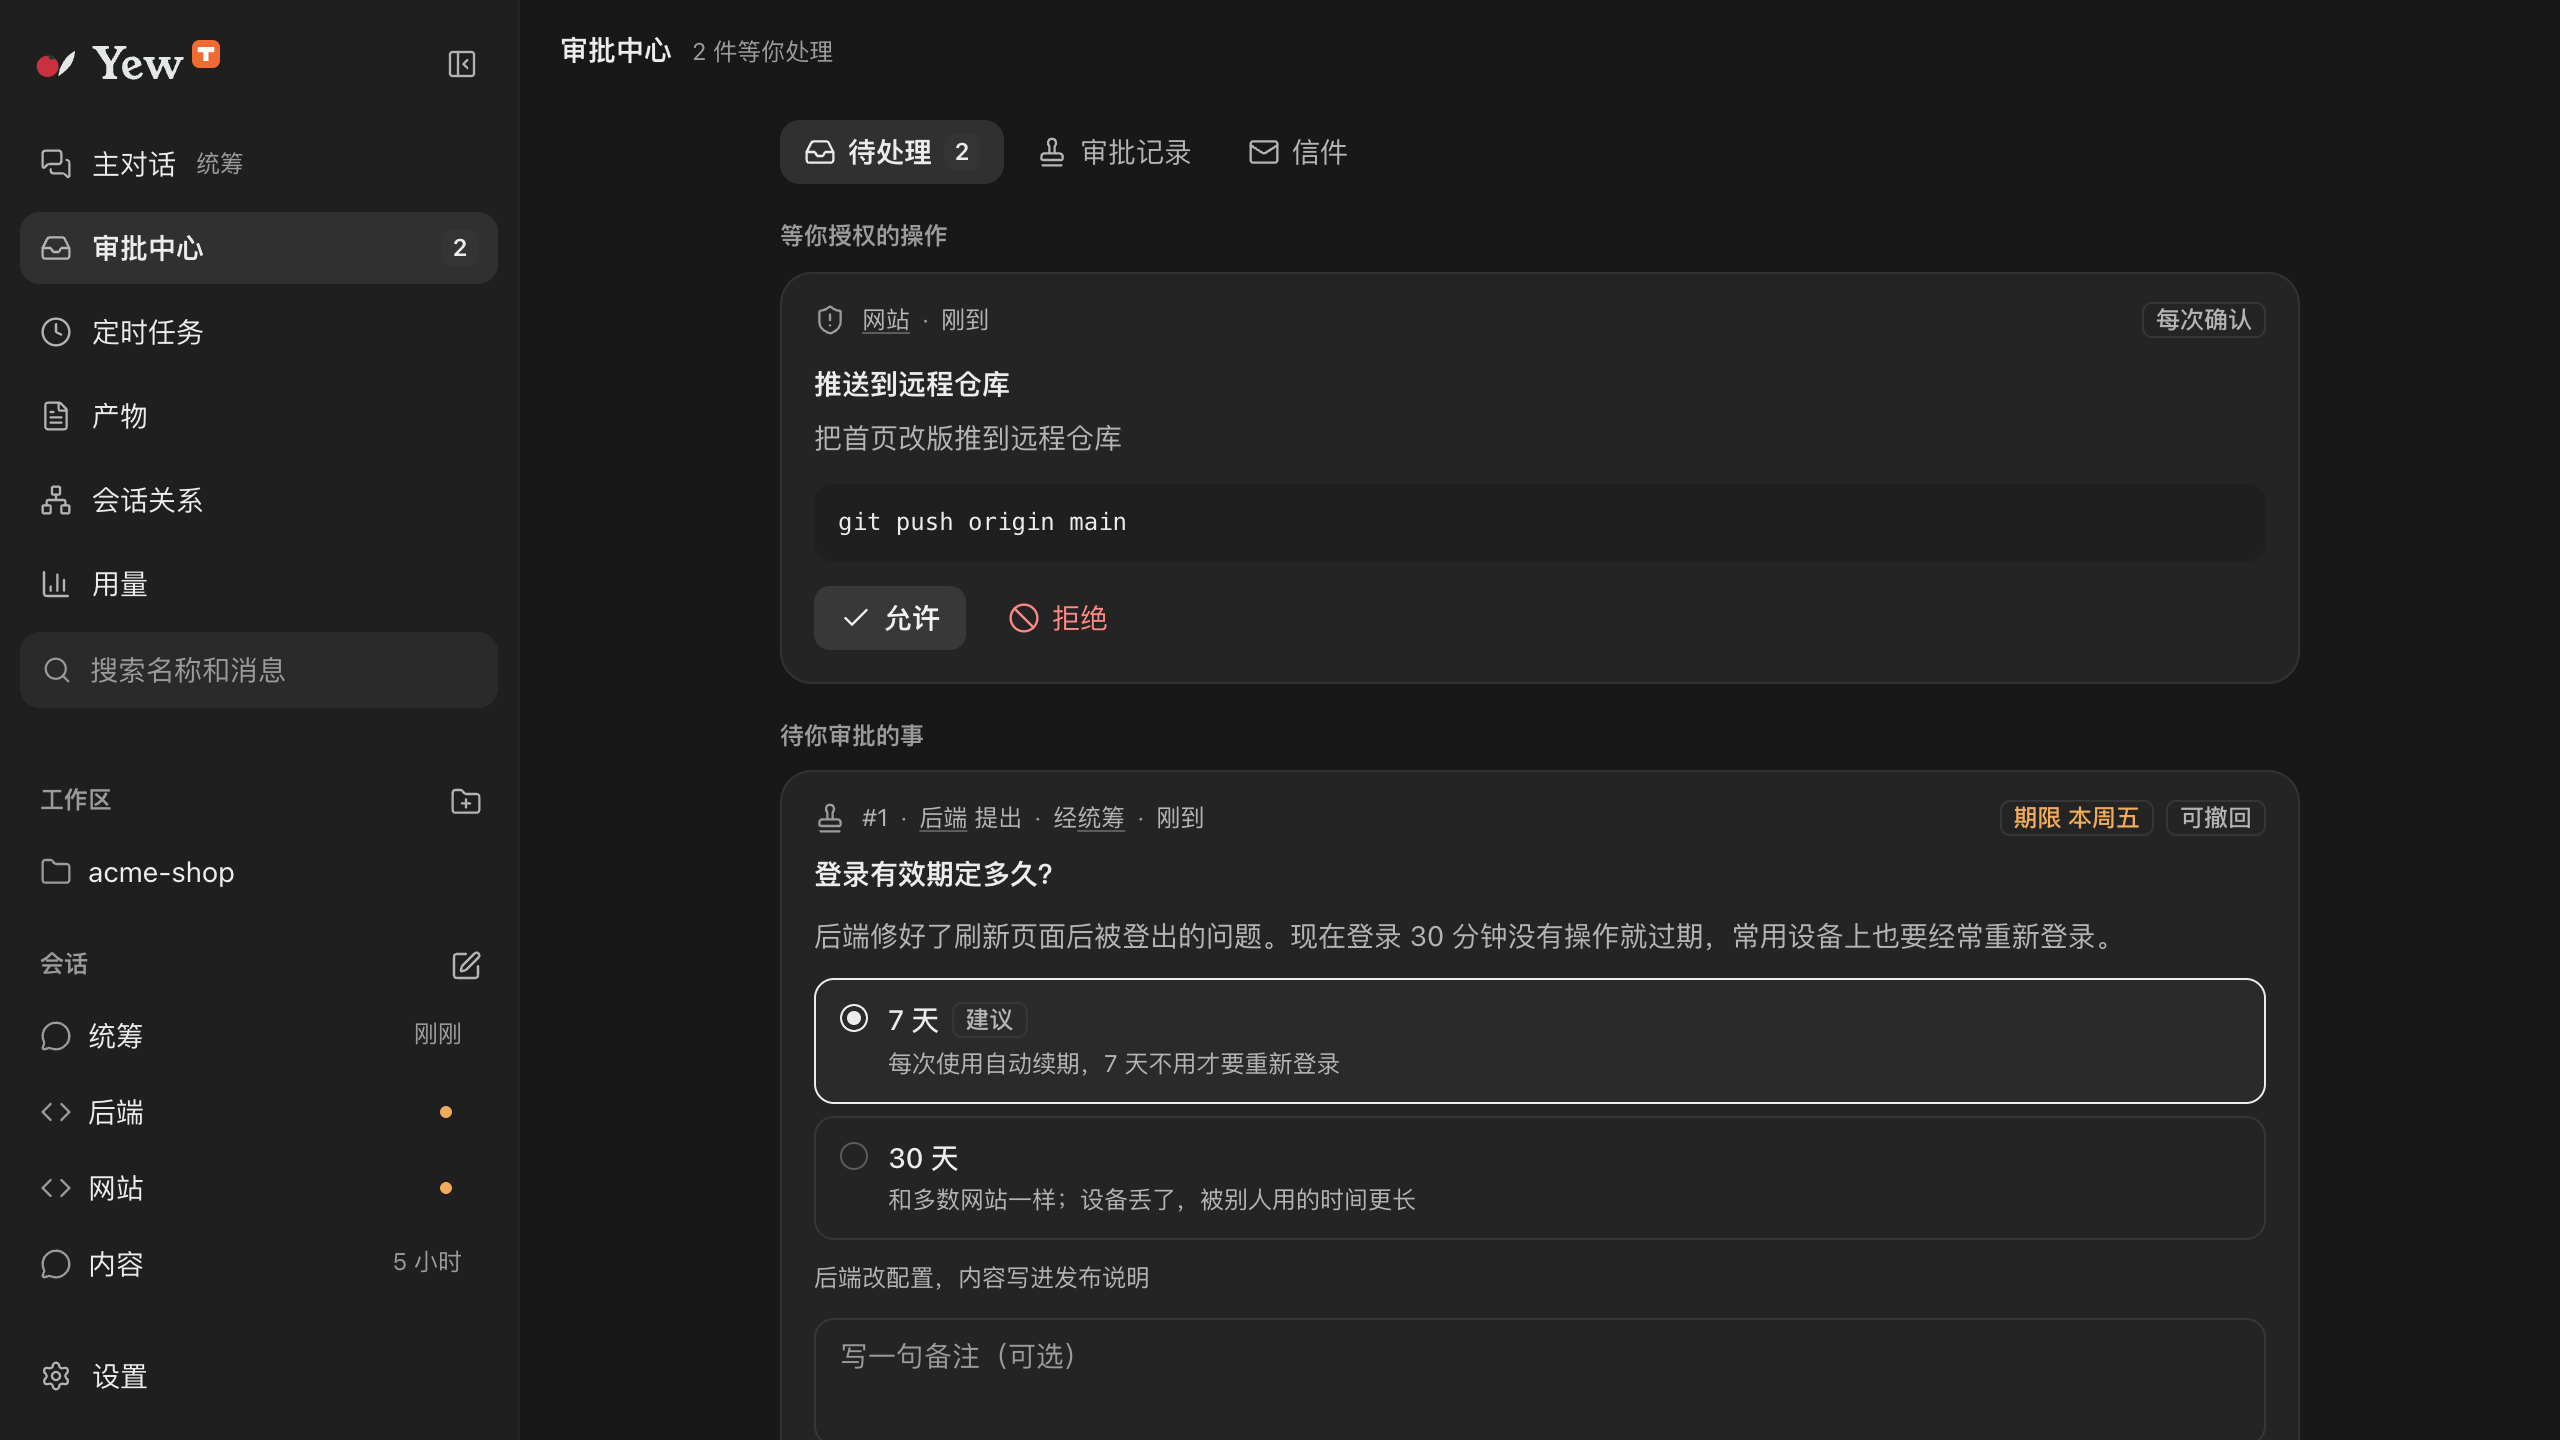 Yew T
主对话 统筹
审批中心 2
定时任务
产物
会话关系
用量
搜索名称和消息
工作区
acme-shop
会话
统筹 刚刚
后端
网站
内容 5 小时
设置
审批中心 2 件等你处理
待处理 2 审批记录 信件
等你授权的操作
网站 · 刚到 每次确认
推送到远程仓库
把首页改版推到远程仓库
git push origin main
允许 拒绝
待你审批的事
#1 · 后端 提出 · 经统筹 · 刚到 期限 本周五 可撤回
登录有效期定多久?
后端修好了刷新页面后被登出的问题。现在登录 30 分钟没有操作就过期，常用设备上也要经常重新登录。
7 天 建议
每次使用自动续期，7 天不用才要重新登录
30 天
和多数网站一样；设备丢了，被别人用的时间更长
后端改配置，内容写进发布说明
写一句备注（可选）